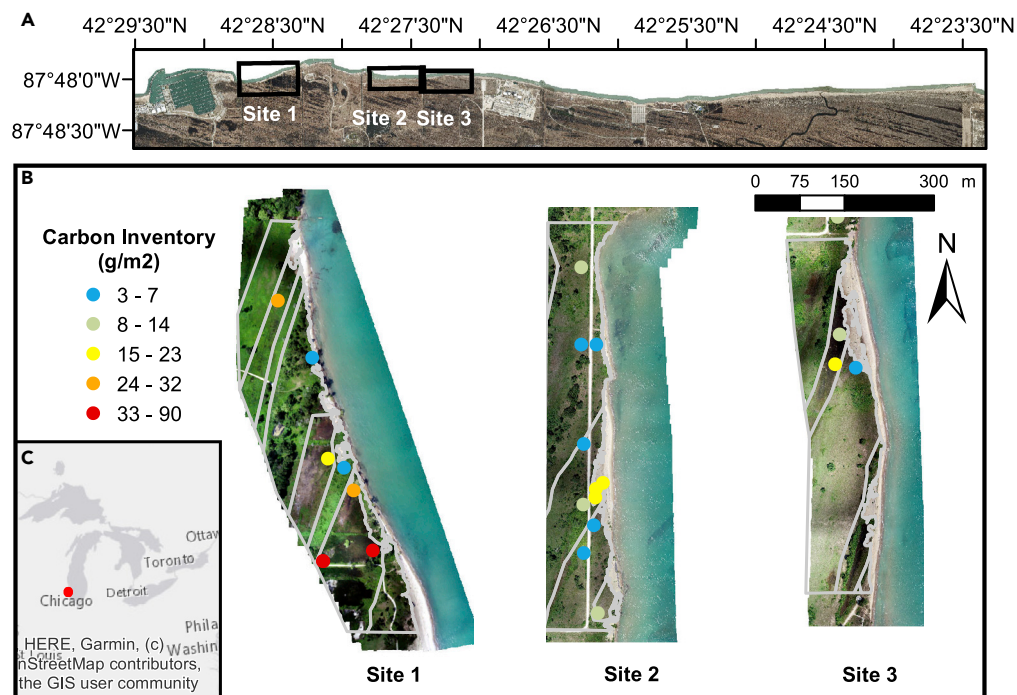 A
42°29'30"N 42°28'30"N 42°27'30"N 42°26'30"N 42°25'30"N 42°24'30"N 42°23'30"N
87°48'0"W
87°48'30"W
Site 1 Site 2 Site 3
B
0 75 150 300 m
Carbon Inventory
(g/m2)
3 - 7
8 - 14
15 - 23
24 - 32
33 - 90
N
C
Ottaw
Toronto
Detroit
Chicago
Phila
st Louis
Washin
HERE, Garmin, (c)
nStreetMap contributors,
the GIS user community
Site 1 Site 2 Site 3